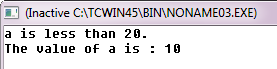 (Inactive C:\TCWIN45\BIN\NONAME03.EXE)
a is less than 20.
The value of a is : 10